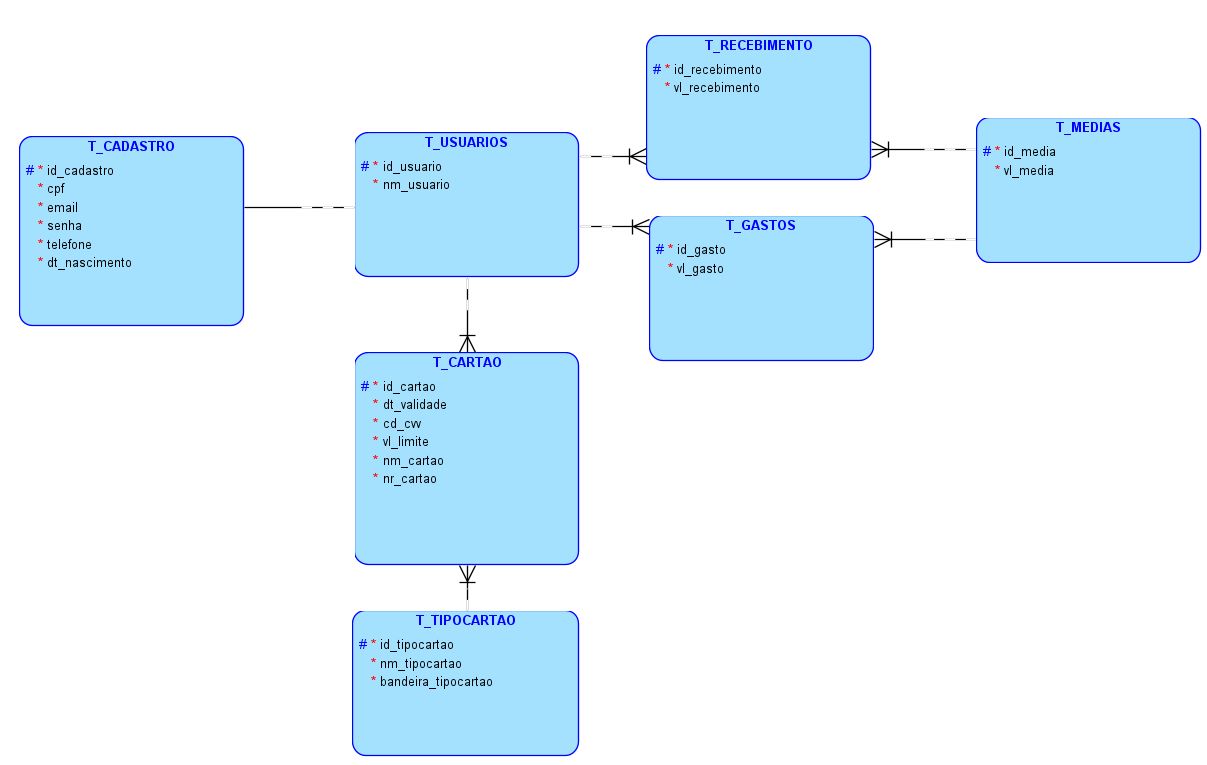 T_CADASTRO
# * id_cadastro
* cpf
* email
* senha
* telefone
* dt_nascimento
T_USUARIOS
# * id_usuario
* nm_usuario
T_RECEBIMENTO
# * id_recebimento
* vl_recebimento
T_MEDIAS
# * id_media
* vl_media
T_GASTOS
# * id_gasto
* vl_gasto
T_CARTAO
# * id_cartao
* dt_validade
* cd_cvv
* vl_limite
* nm_cartao
* nr_cartao
T_TIPOCARTAO
# * id_tipocartao
* nm_tipocartao
* bandeira_tipocartao